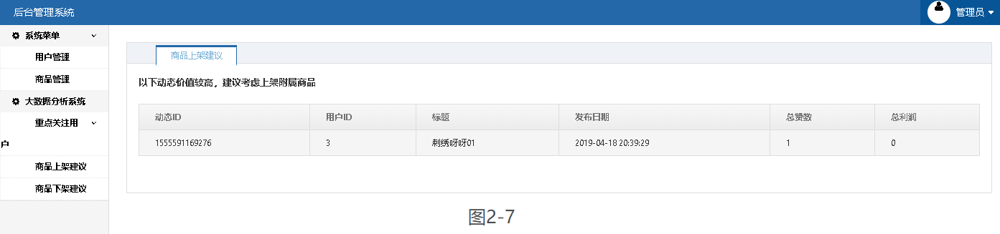 后台管理系统
管理员
系统菜单
用户管理
商品管理
大数据分析系统
重点关注用
户
商品上架建议
商品下架建议
商品上架建议
以下动态价值较高，建议考虑上架附属商品
动态ID 用户ID 标题 发布日期 总赞数 总利润
1555591169276 3 刺绣呀呀01 2019-04-18 20:39:29 1 0
图2-7